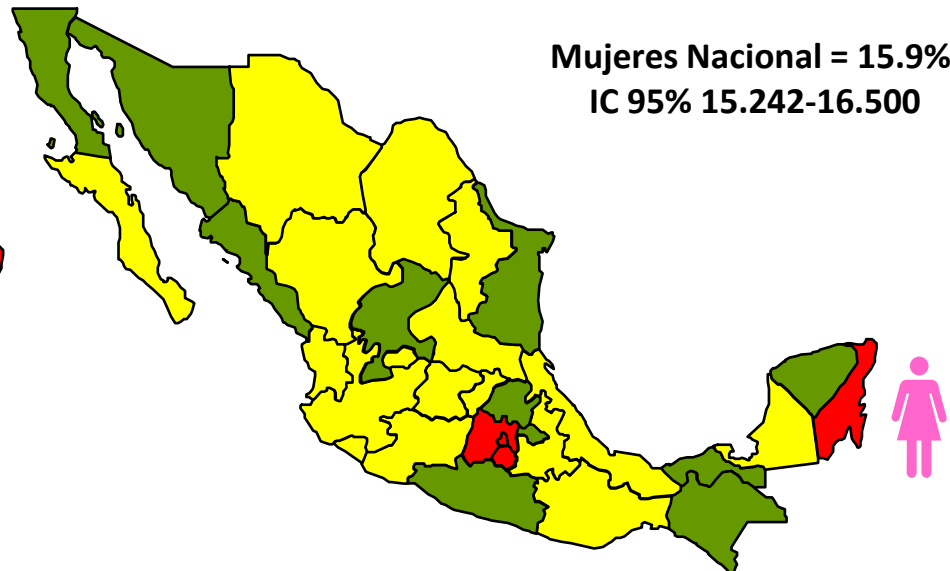 Mujeres Nacional = 15.9%
IC 95% 15.242-16.500